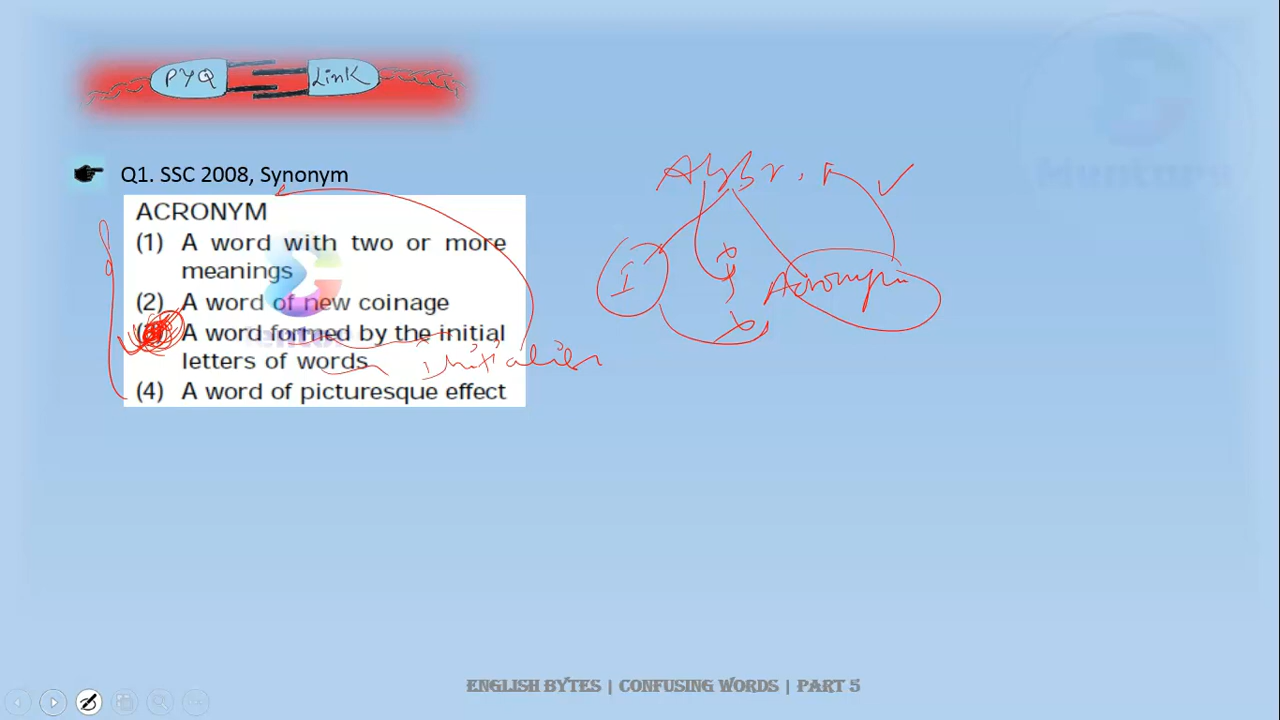 PYQ Link
Q1. SSC 2008, Synonym
ACRONYM
(1) A word with two or more
meanings
(2) A word of new coinage
A word formed by the initial
letters of words
(4) A word of picturesque effect
Abbr.
I
Acronym
Mentors
ENGLISH BYTES | CONFUSING WORDS | PART 5